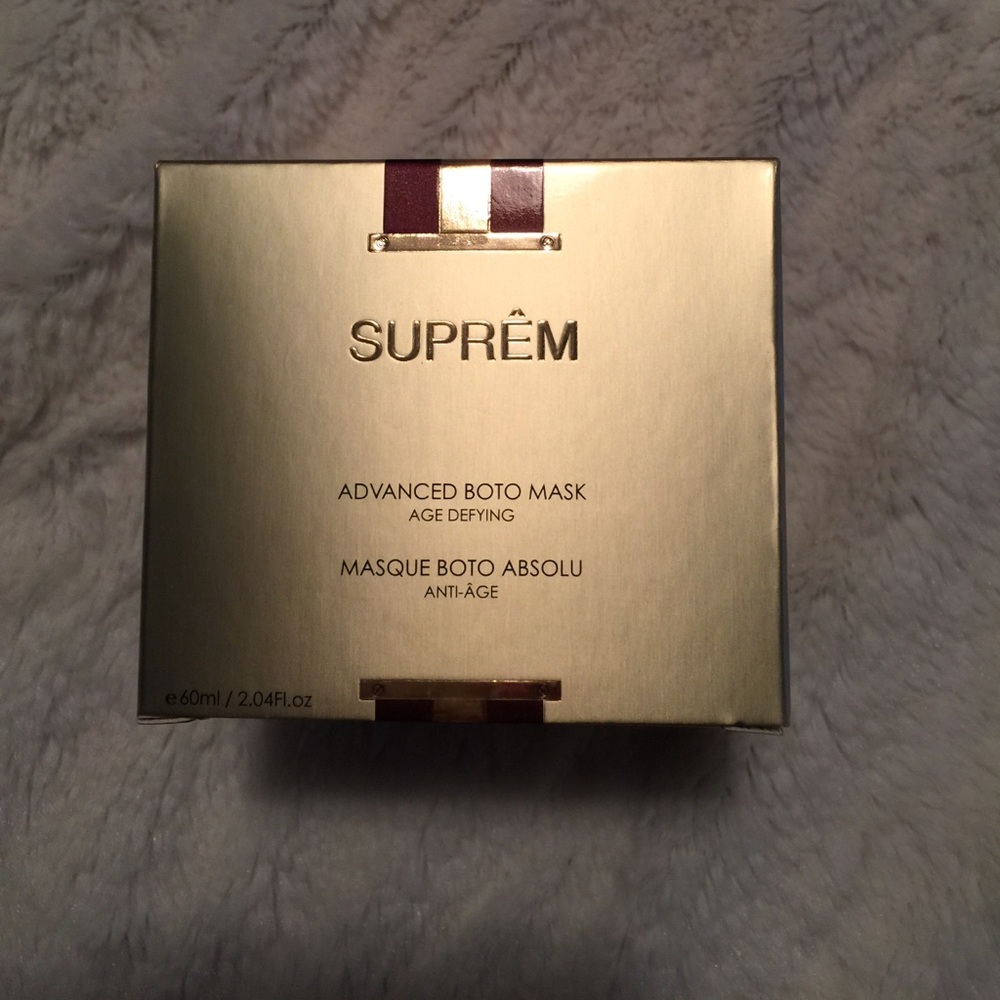 SUPRÊM
ADVANCED BOTO MASK
AGE DEFYING
MASQUE BOTO ABSOLU
ANTI-ÂGE
℮60ml / 2.04Fl.oz